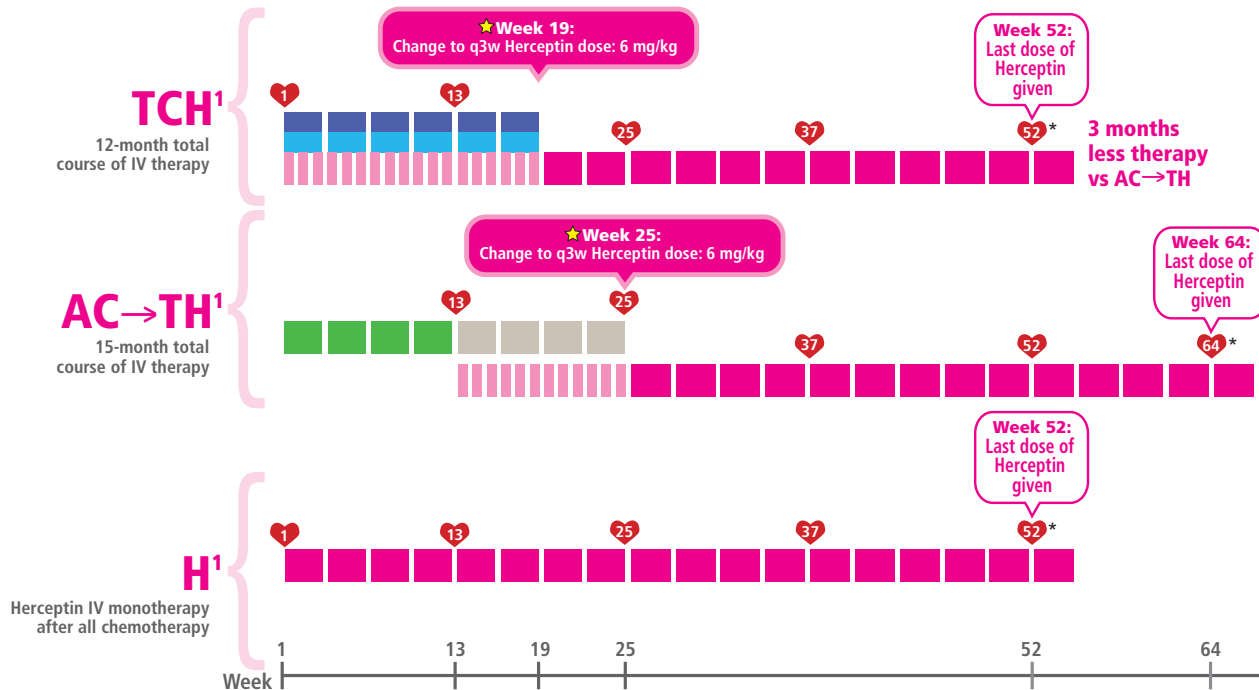 ★Week 19:
Change to q3w Herceptin dose: 6 mg/kg
Week 52:
Last dose of
Herceptin
given
1
13
25
37
52*
TCH¹
12-month total
course of IV therapy
3 months
less therapy
vs AC→TH
★Week 25:
Change to q3w Herceptin dose: 6 mg/kg
Week 64:
Last dose of
Herceptin
given
13
25
37
52
64*
AC→TH¹
15-month total
course of IV therapy
Week 52:
Last dose of
Herceptin
given
1
13
25
37
52*
H¹
Herceptin IV monotherapy
after all chemotherapy
1
13
19
25
52
64
Week